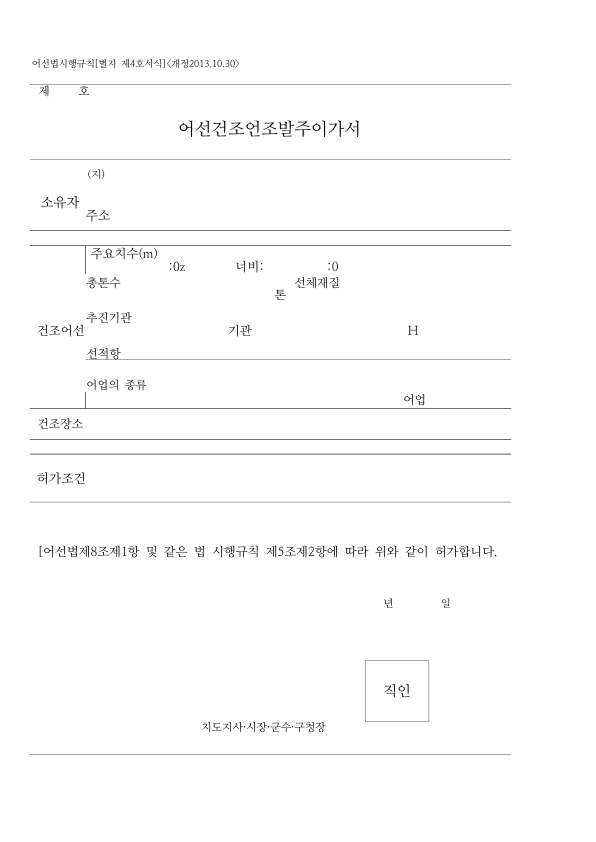 어선법시행규칙[별지 제4호서식]<개정2013.10.30>
제 호
어선건조언조발주이가서
(지)
소유자
주소
주요치수(m)
:0z 너비: :0
총톤수 선체재질
톤
추진기관
건조어선 기관 H
선적항
어업의 종류
어업
건조장소
허가조건
[어선법제8조제1항 및 같은 법 시행규칙 제5조제2항에 따라 위와 같이 허가합니다.
년 일
직인
치도지사·시장·군수·구청장